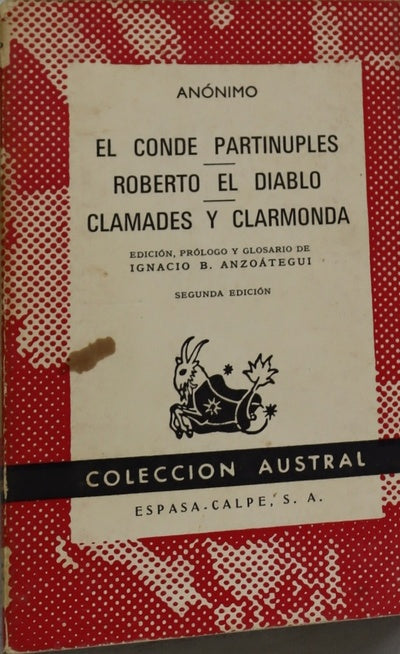 ANÓNIMO
EL CONDE PARTINUPLES
ROBERTO EL DIABLO
CLAMADES Y CLARMONDA
EDICIÓN, PRÓLOGO Y GLOSARIO DE
IGNACIO B. ANZOÁTEGUI
SEGUNDA EDICIÓN
COLECCION AUSTRAL
ESPASA-CALPE, S. A.